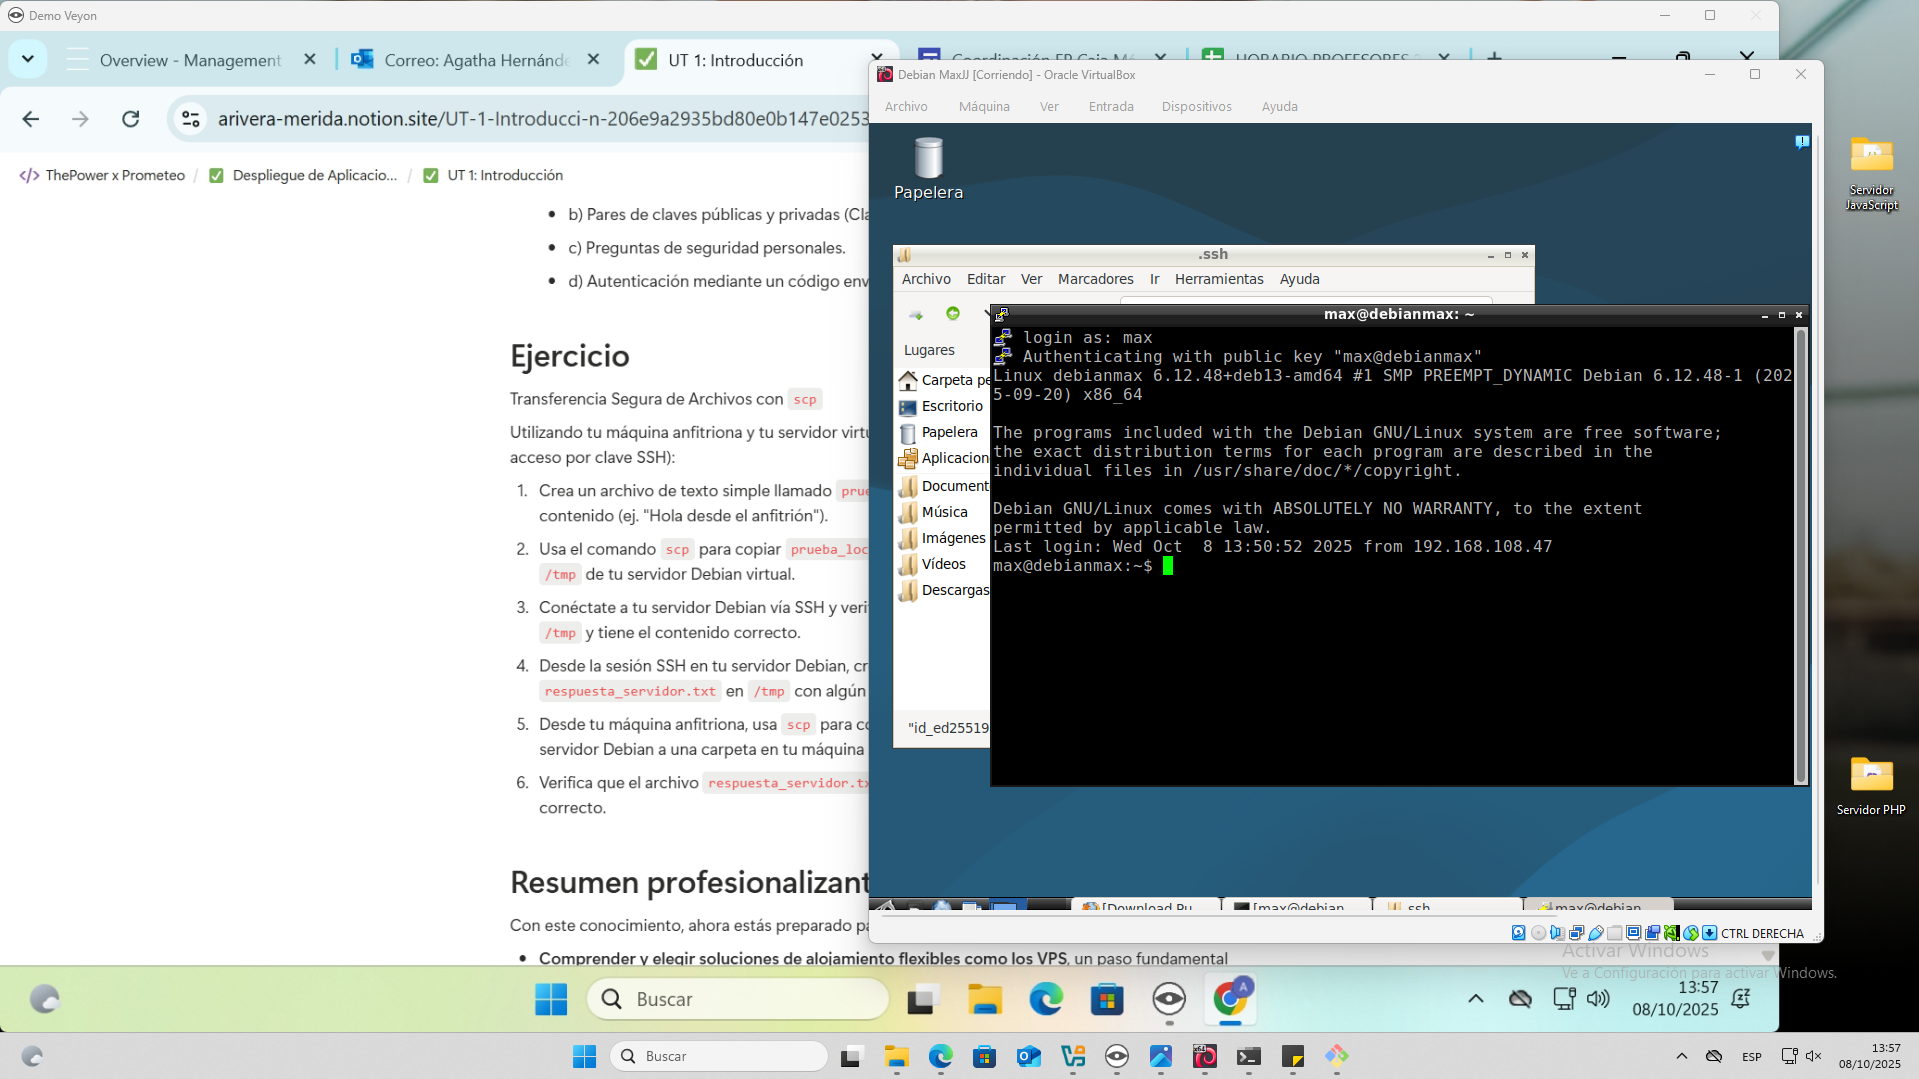 Demo Veyon
Overview - Management
Correo: Agatha Hernánde
UT 1: Introducción
HORARIO PROFESORES
arivera-merida.notion.site/UT-1-Introducci-n-206e9a2935bd80e0b147e0253
ThePower x Prometeo / Despliegue de Aplicacio... / UT 1: Introducción
b) Pares de claves públicas y privadas (Cla
c) Preguntas de seguridad personales.
d) Autenticación mediante un código env
Ejercicio
Transferencia Segura de Archivos con scp
Utilizando tu máquina anfitriona y tu servidor virtu
acceso por clave SSH):
1. Crea un archivo de texto simple llamado prue
contenido (ej. "Hola desde el anfitrión").
2. Usa el comando scp para copiar prueba_loc
/tmp de tu servidor Debian virtual.
3. Conéctate a tu servidor Debian vía SSH y veri
/tmp y tiene el contenido correcto.
4. Desde la sesión SSH en tu servidor Debian, cr
respuesta_servidor.txt en /tmp con algún
5. Desde tu máquina anfitriona, usa scp para co
servidor Debian a una carpeta en tu máquina
6. Verifica que el archivo respuesta_servidor.tx
correcto.
Resumen profesionalizant
Con este conocimiento, ahora estás preparado pa
Comprender y elegir soluciones de alojamiento flexibles como los VPS, un paso fundamental
Debian MaxJJ [Corriendo] - Oracle VirtualBox
Archivo Máquina Ver Entrada Dispositivos Ayuda
Papelera
.ssh
Archivo Editar Ver Marcadores Ir Herramientas Ayuda
Lugares
Carpeta pe
Escritorio
Papelera
Aplicacion
Document
Música
Imágenes
Vídeos
Descargas
"id_ed25519
max@debianmax: ~
login as: max
Authenticating with public key "max@debianmax"
Linux debianmax 6.12.48+deb13-amd64 #1 SMP PREEMPT_DYNAMIC Debian 6.12.48-1 (202
5-09-20) x86_64
The programs included with the Debian GNU/Linux system are free software;
the exact distribution terms for each program are described in the
individual files in /usr/share/doc/*/copyright.
Debian GNU/Linux comes with ABSOLUTELY NO WARRANTY, to the extent
permitted by applicable law.
Last login: Wed Oct  8 13:50:52 2025 from 192.168.108.47
max@debianmax:~$
[Download Pu
[max@debian
.ssh
max@debian
CTRL DERECHA
Servidor
JavaScript
Servidor PHP
Activar Windows
Ve a Configuración para activar Windows.
Buscar
A
13:57
08/10/2025
Buscar
ESP
13:57
08/10/2025